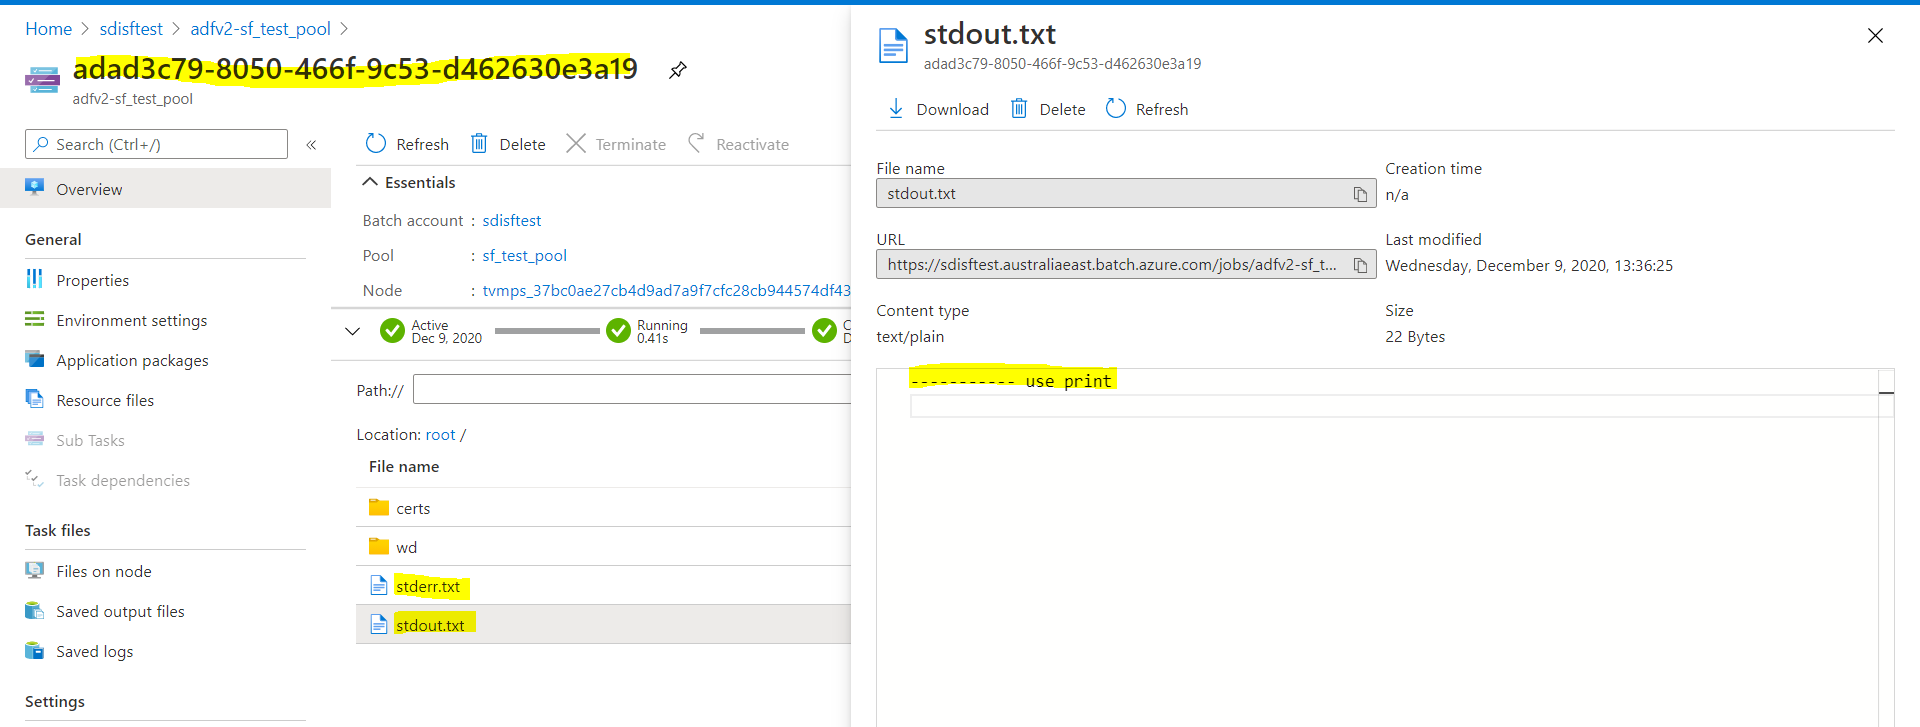 Home > sdisftest > adfv2-sf_test_pool >
adad3c79-8050-466f-9c53-d462630e3a19
adfv2-sf_test_pool
Search (Ctrl+/)
«
Overview
General
Properties
Environment settings
Application packages
Resource files
Sub Tasks
Task dependencies
Task files
Files on node
Saved output files
Saved logs
Settings
Refresh
Delete
Terminate
Reactivate
Essentials
Batch account : sdisftest
Pool : sf_test_pool
Node : tvmps_37bc0ae27cb4d9ad7a9f7cfc28cb944574df43
Active
Dec 9, 2020
Running
0.41s
C
D
Path://
Location: root /
File name
certs
wd
stderr.txt
stdout.txt
stdout.txt
adad3c79-8050-466f-9c53-d462630e3a19
Download
Delete
Refresh
File name
stdout.txt
Creation time
n/a
URL
https://sdisftest.australiaeast.batch.azure.com/jobs/adfv2-sf_t...
Last modified
Wednesday, December 9, 2020, 13:36:25
Content type
text/plain
Size
22 Bytes
----------- use print